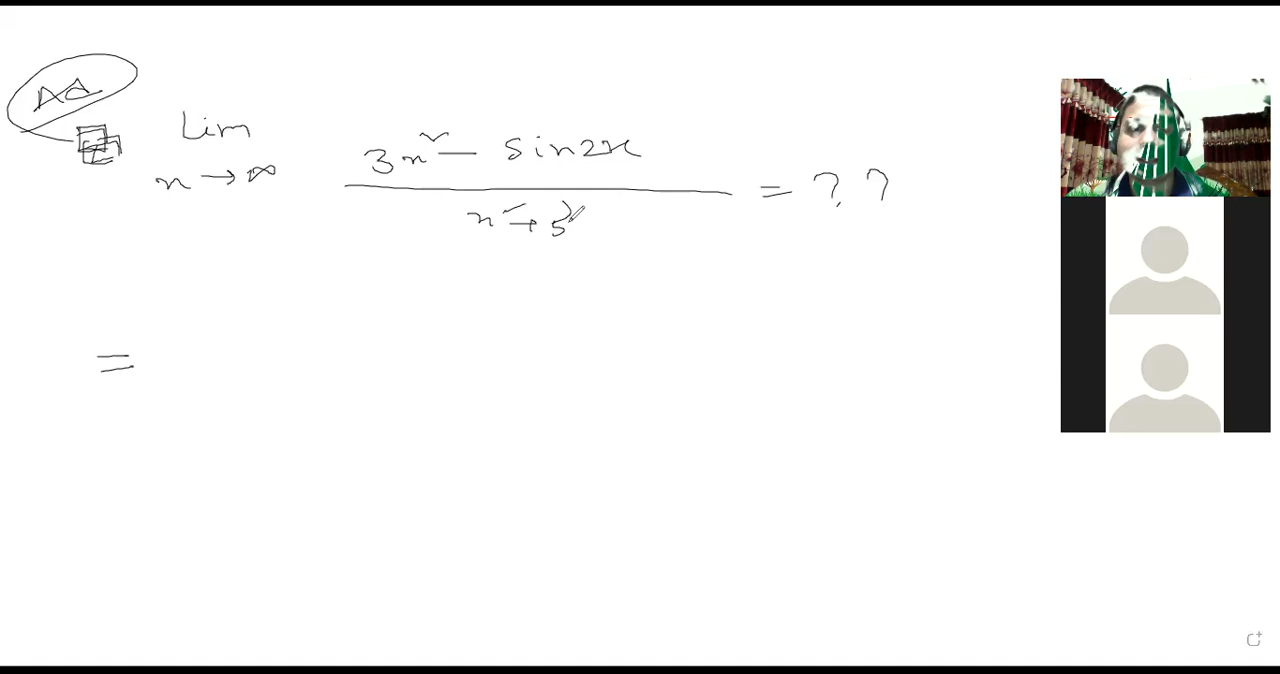 Ad
Lim
x → ∞
3x² − sin2x
= ? ?
x² + 5
=